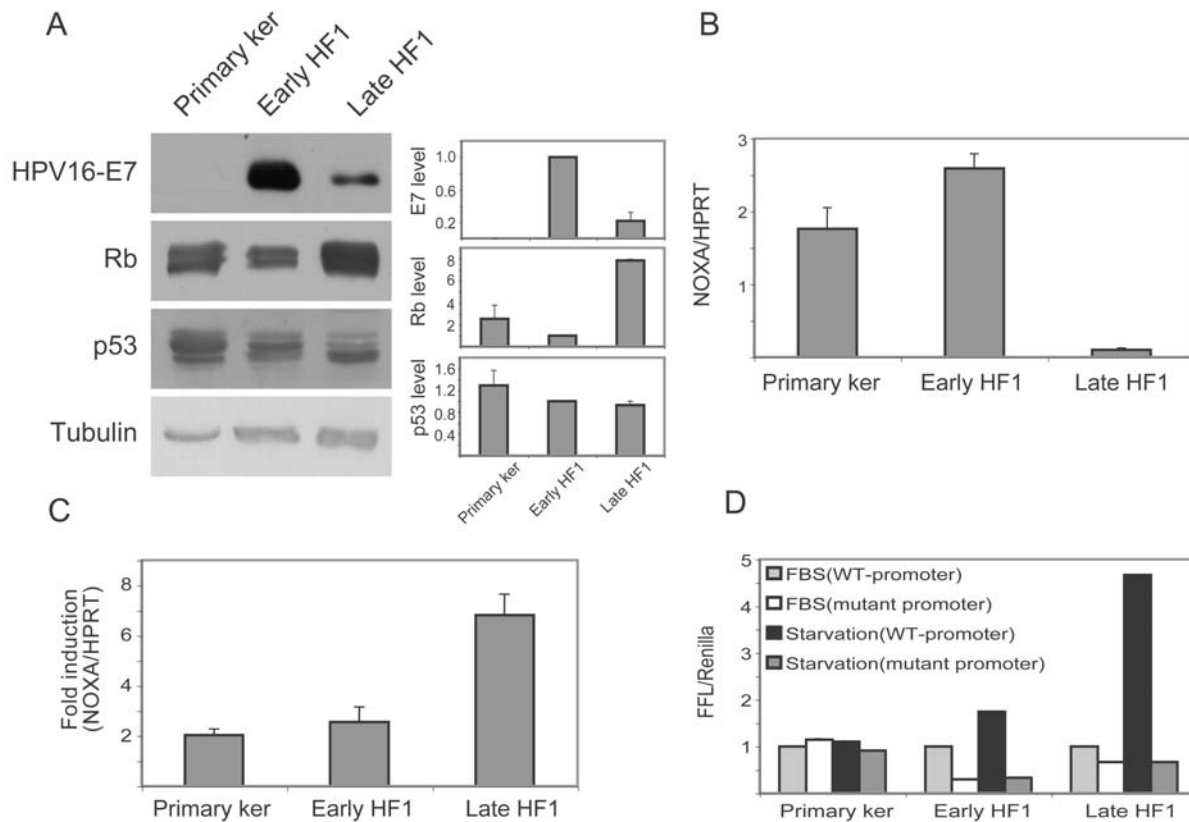 A
Primary ker
Early HF1
Late HF1
HPV16-E7
Rb
p53
Tubulin
1.0
0.6
0.2
E7 level
8
6
4
2
Rb level
1.6
1.2
0.8
0.4
p53 level
Primary ker
Early HF1
Late HF1
B
3
2
1
NOXA/HPRT
Primary ker
Early HF1
Late HF1
C
8
6
4
2
Fold induction
(NOXA/HPRT)
Primary ker
Early HF1
Late HF1
D
5
4
3
2
1
FFL/Renilla
FBS(WT-promoter)
FBS(mutant promoter)
Starvation(WT-promoter)
Starvation(mutant promoter)
Primary ker
Early HF1
Late HF1